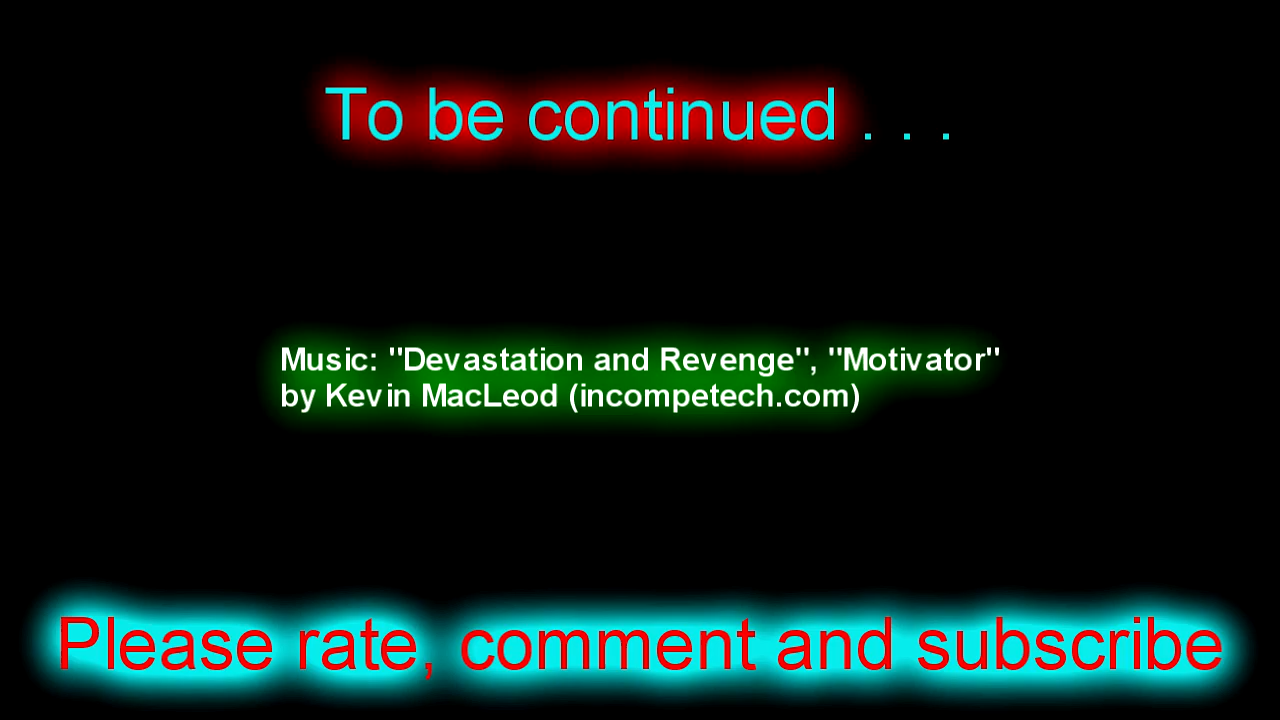 To be continued . . .
Music: "Devastation and Revenge", "Motivator"
by Kevin MacLeod (incompetech.com)
Please rate, comment and subscribe